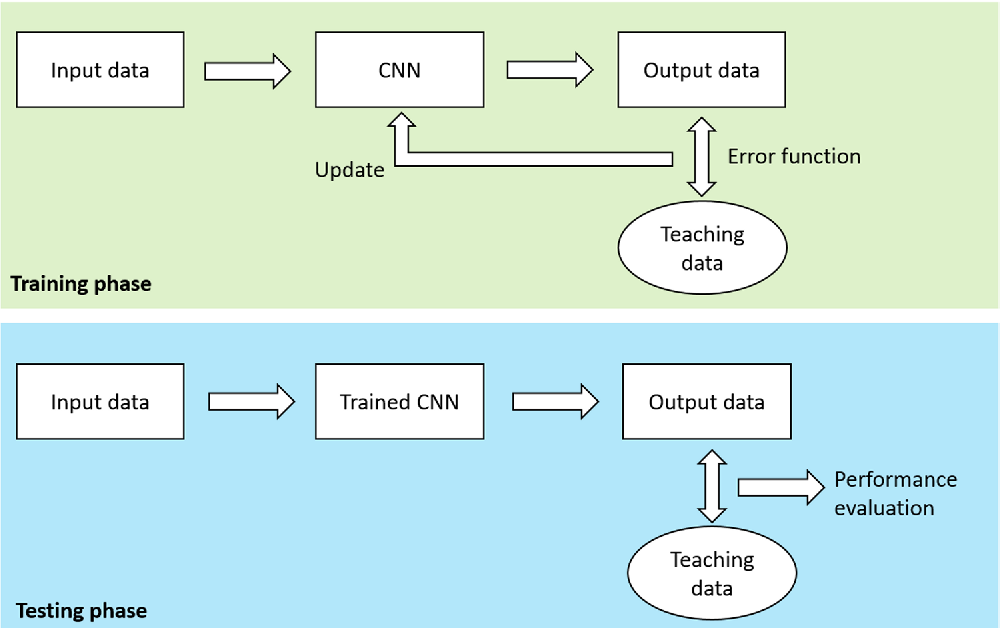 Input data
CNN
Output data
Update
Error function
Teaching
data
Training phase
Input data
Trained CNN
Output data
Performance
evaluation
Teaching
data
Testing phase